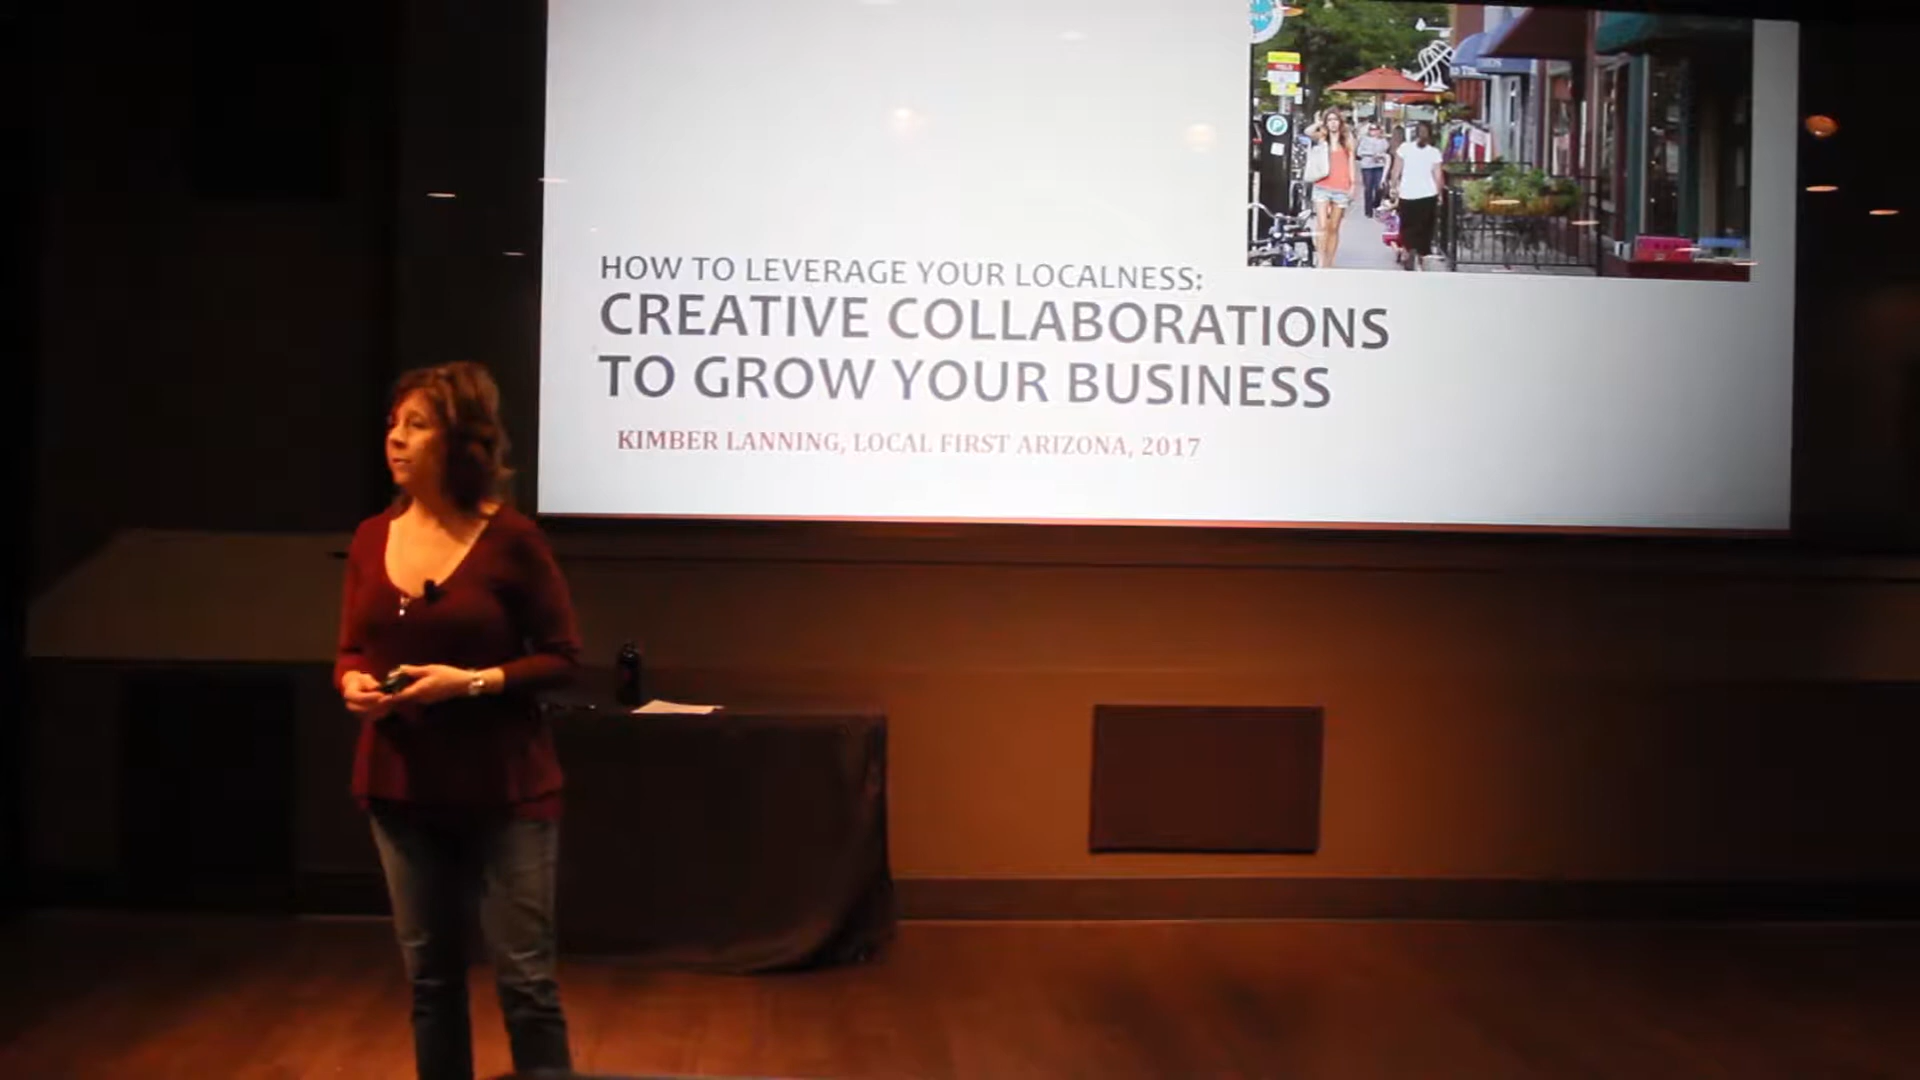 HOW TO LEVERAGE YOUR LOCALNESS:
CREATIVE COLLABORATIONS
TO GROW YOUR BUSINESS
KIMBER LANNING, LOCAL FIRST ARIZONA, 2017